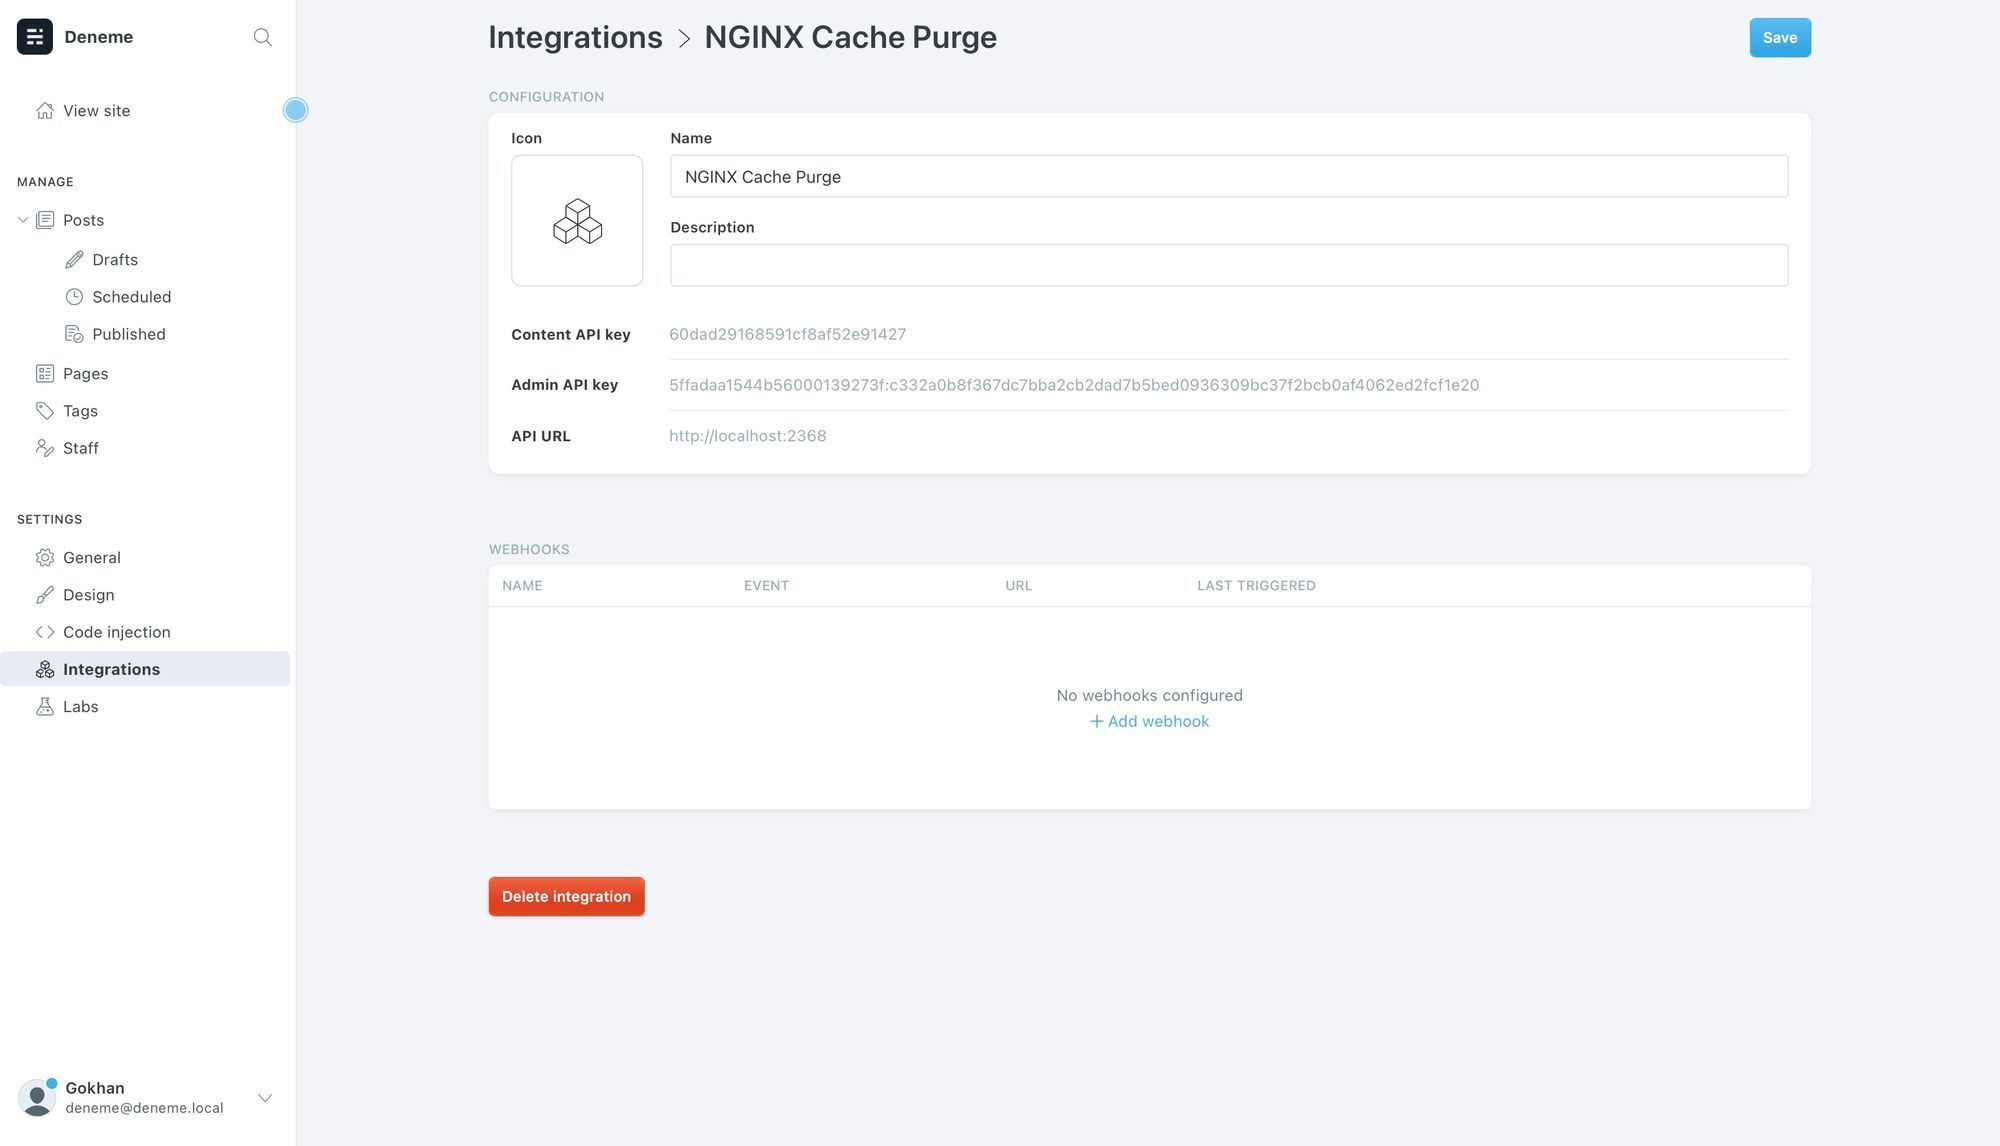 Deneme
View site
MANAGE
Posts
Drafts
Scheduled
Published
Pages
Tags
Staff
SETTINGS
General
Design
Code injection
Integrations
Labs
Gokhan
deneme@deneme.local
Integrations > NGINX Cache Purge
Save
CONFIGURATION
Icon
Name
NGINX Cache Purge
Description
Content API key 60dad29168591cf8af52e91427
Admin API key 5ffadaa1544b56000139273f:c332a0b8f367dc7bba2cb2dad7b5bed0936309bc37f2bcb0af4062ed2fcf1e20
API URL http://localhost:2368
WEBHOOKS
NAME EVENT URL LAST TRIGGERED
No webhooks configured
+ Add webhook
Delete integration